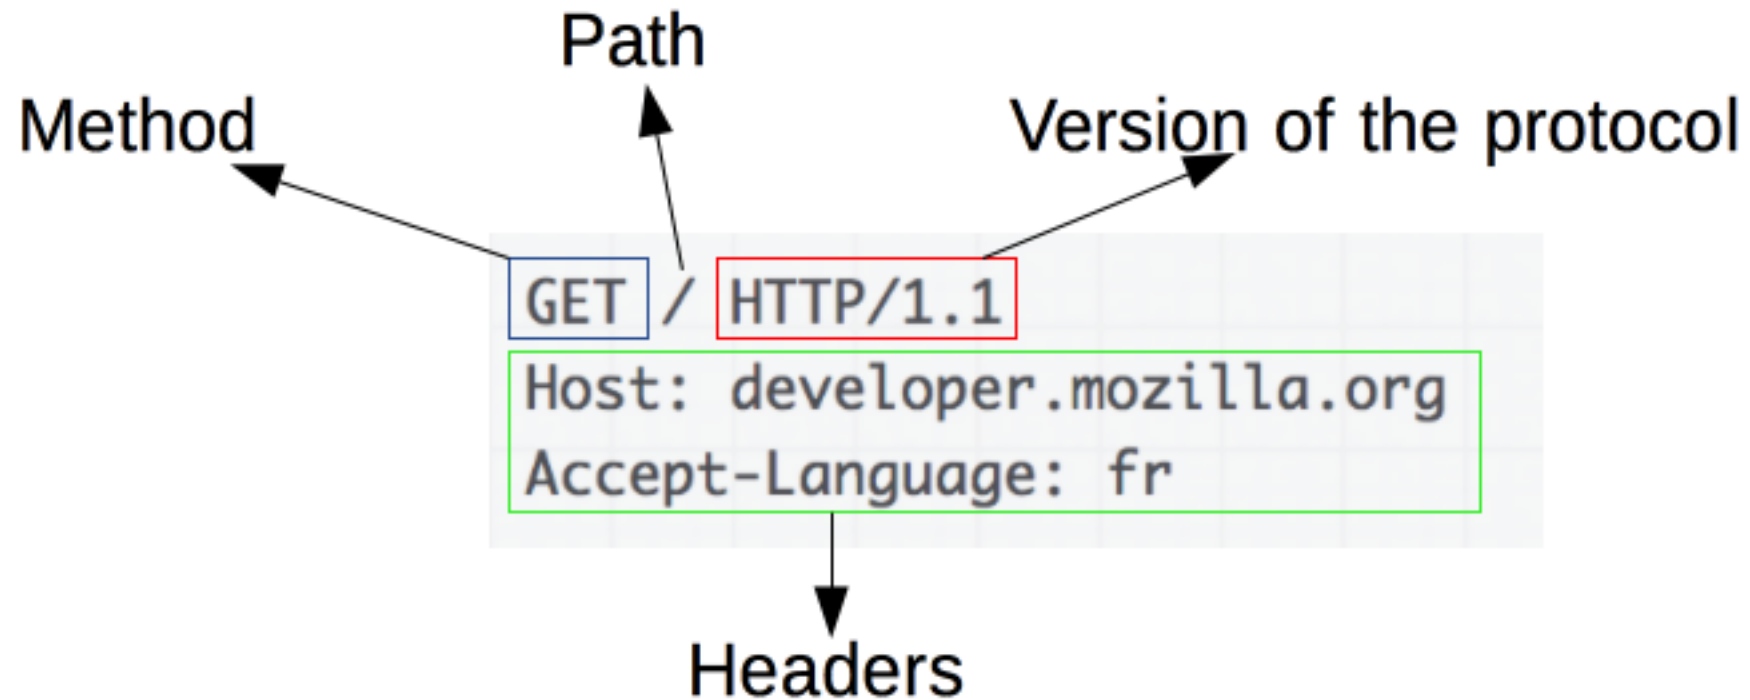 Path
Method
Version of the protocol
GET / HTTP/1.1
Host: developer.mozilla.org
Accept-Language: fr
Headers